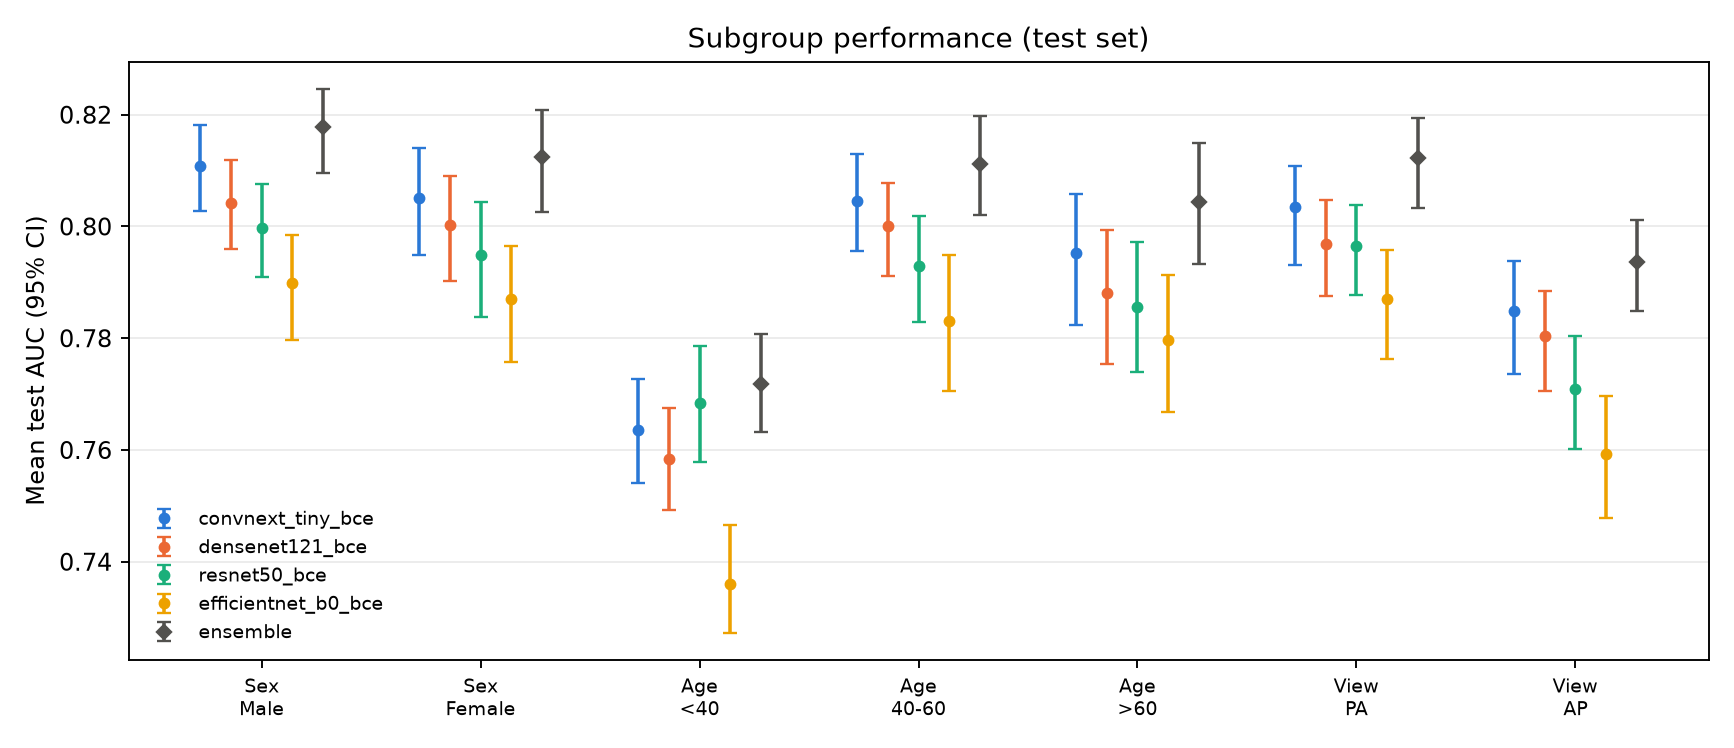 Subgroup performance (test set)
Mean test AUC (95% CI)
0.82
0.80
0.78
0.76
0.74
convnext_tiny_bce
densenet121_bce
resnet50_bce
efficientnet_b0_bce
ensemble
Sex
Male
Sex
Female
Age
<40
Age
40-60
Age
>60
View
PA
View
AP